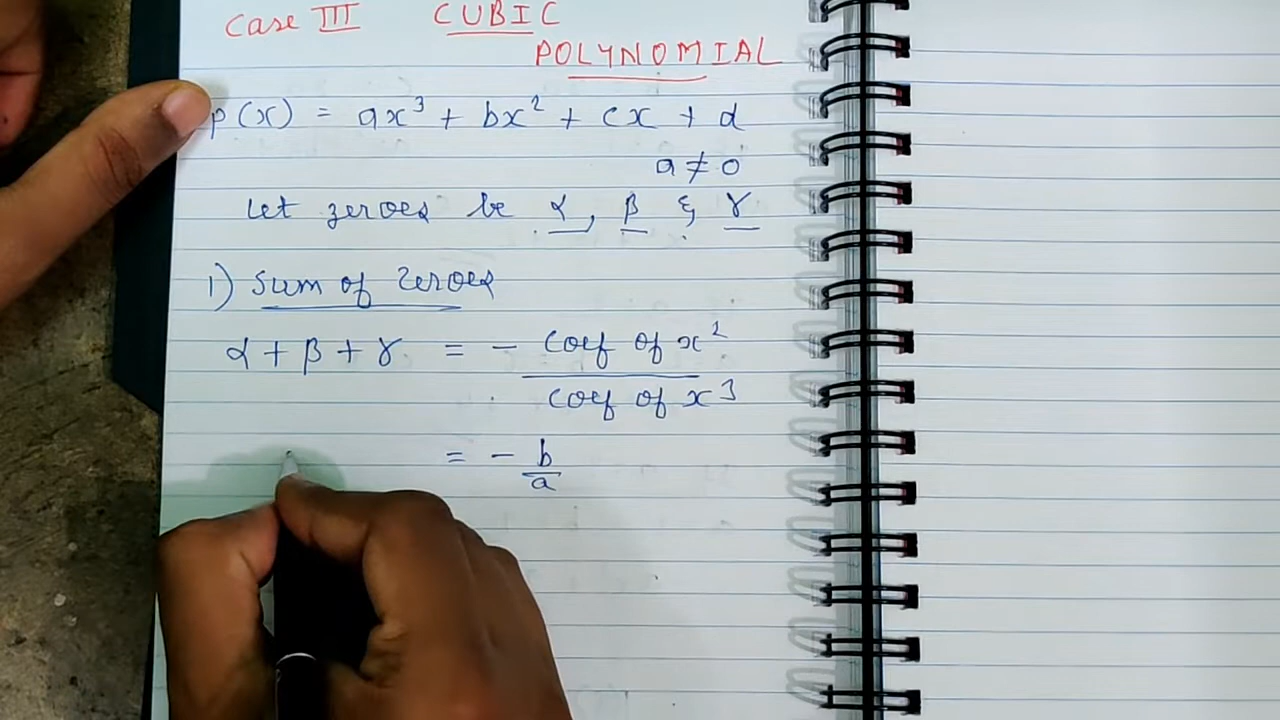 Case III CUBIC
POLYNOMIAL
p(x) = ax³ + bx² + cx + d
a ≠ 0
Let zeroes be α, β & γ
1) Sum of Zeroes
α + β + γ = - coef of x²
coef of x³
= - b
a